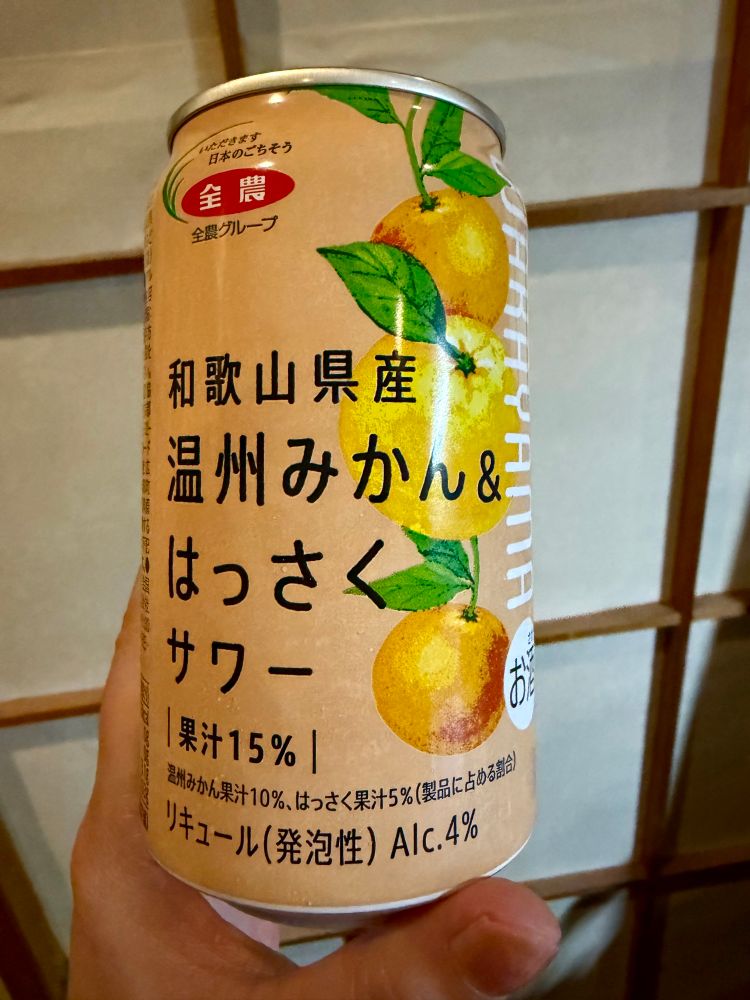 いただきます
日本のごちそう
全農
全農グループ
和歌山県産
温州みかん&
はっさく
サワー
果汁15%
温州みかん果汁10%、はっさく果汁5%(製品に占める割合)
リキュール(発泡性) Alc.4%
WAKAYAMA
お酒